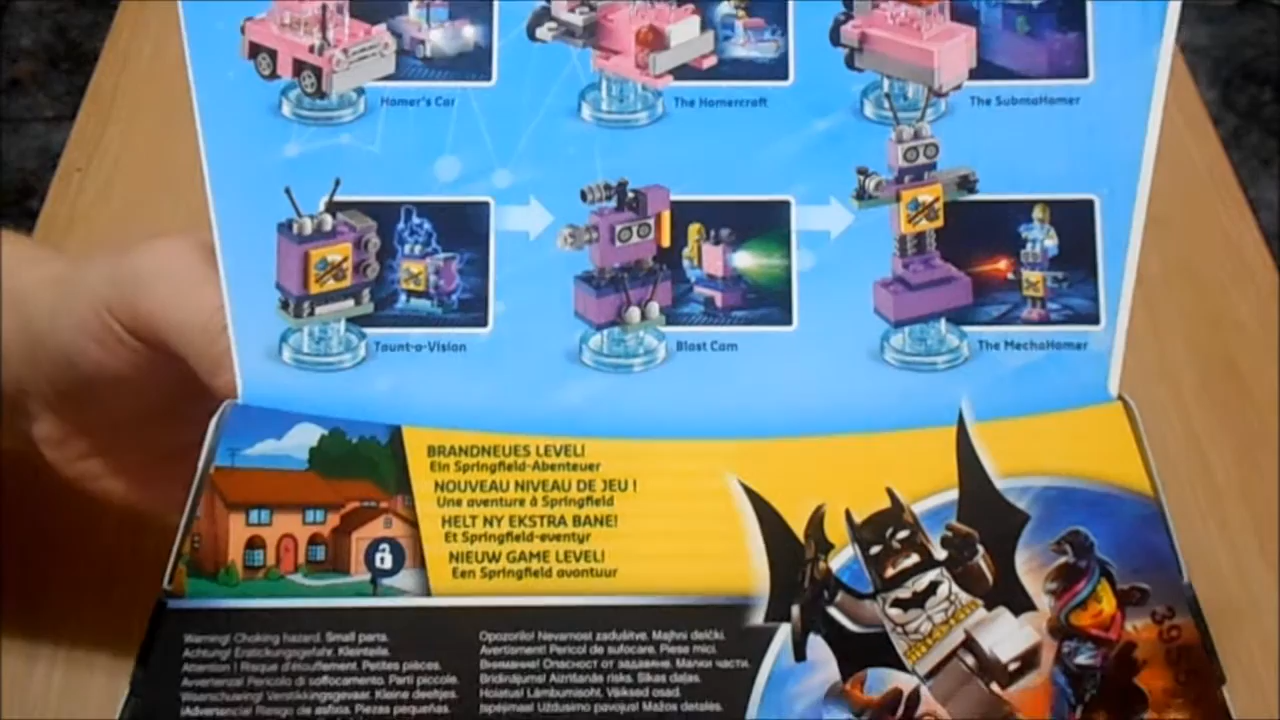 Homer's Car
The Homercraft
The SubmaHomer
Taunt-o-Vision
Blast Cam
The MechaHomer
BRANDNEUES LEVEL!
Ein Springfield-Abenteuer
NOUVEAU NIVEAU DE JEU !
Une aventure à Springfield
HELT NY EKSTRA BANE!
Et Springfield-eventyr
NIEUW GAME LEVEL!
Een Springfield avontuur
Warning! Choking hazard. Small parts.
Achtung! Erstickungsgefahr. Kleinteile.
Attention ! Risque d'étouffement. Petites pièces.
Avvertenza! Pericolo di soffocamento. Parti piccole.
Waarschuwing! Verstikkingsgevaar. Kleine deeltjes.
¡Advertencia! Riesgo de asfixia. Piezas pequeñas.
Opozorilo! Nevarnost zadušitve. Majhni delčki.
Avertisment! Pericol de sufocare. Piese mici.
Внимание! Опасност от задавяне. Малки части.
Brīdinājums! Aizrīšanās risks. Sīkas daļas.
Hoiatus! Lämbumisoht. Väiksed osad.
Įspėjimas! Uždusimo pavojus! Mažos detalės.